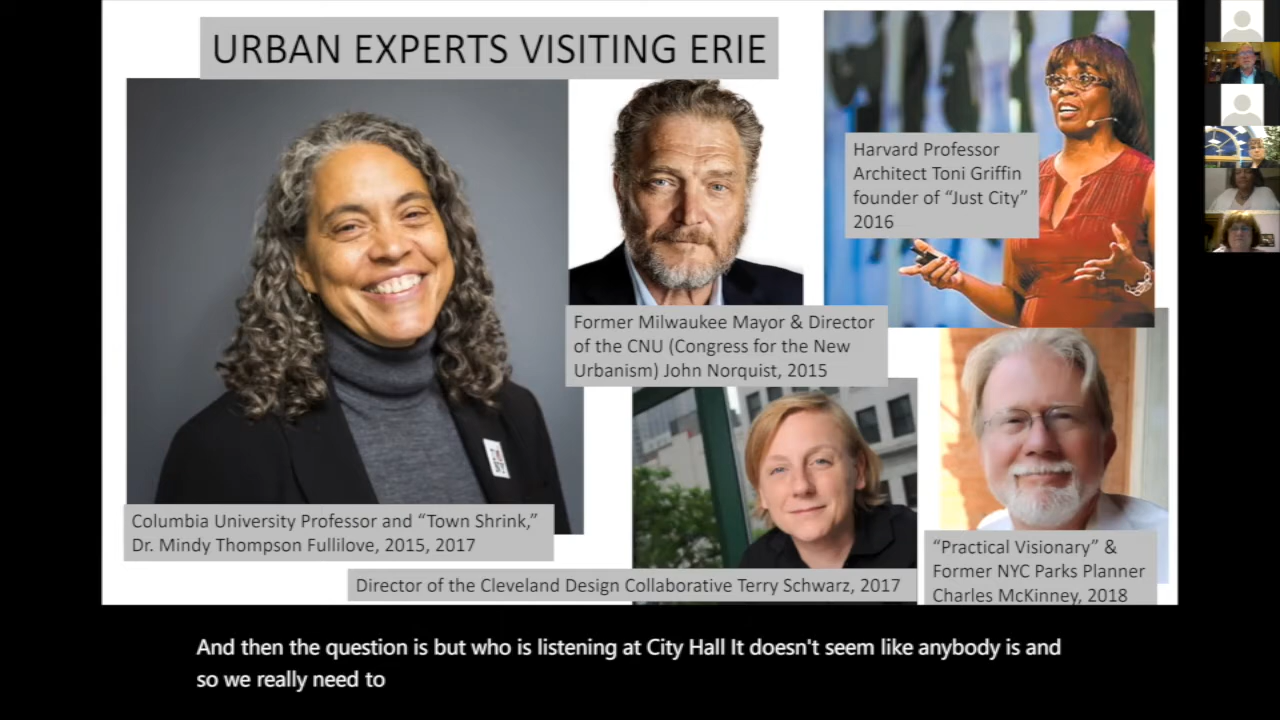 URBAN EXPERTS VISITING ERIE
Harvard Professor
Architect Toni Griffin
founder of “Just City”
2016
Former Milwaukee Mayor & Director
of the CNU (Congress for the New
Urbanism) John Norquist, 2015
Columbia University Professor and “Town Shrink,”
Dr. Mindy Thompson Fullilove, 2015, 2017
Director of the Cleveland Design Collaborative Terry Schwarz, 2017
“Practical Visionary” &
Former NYC Parks Planner
Charles McKinney, 2018
And then the question is but who is listening at City Hall It doesn't seem like anybody is and
so we really need to